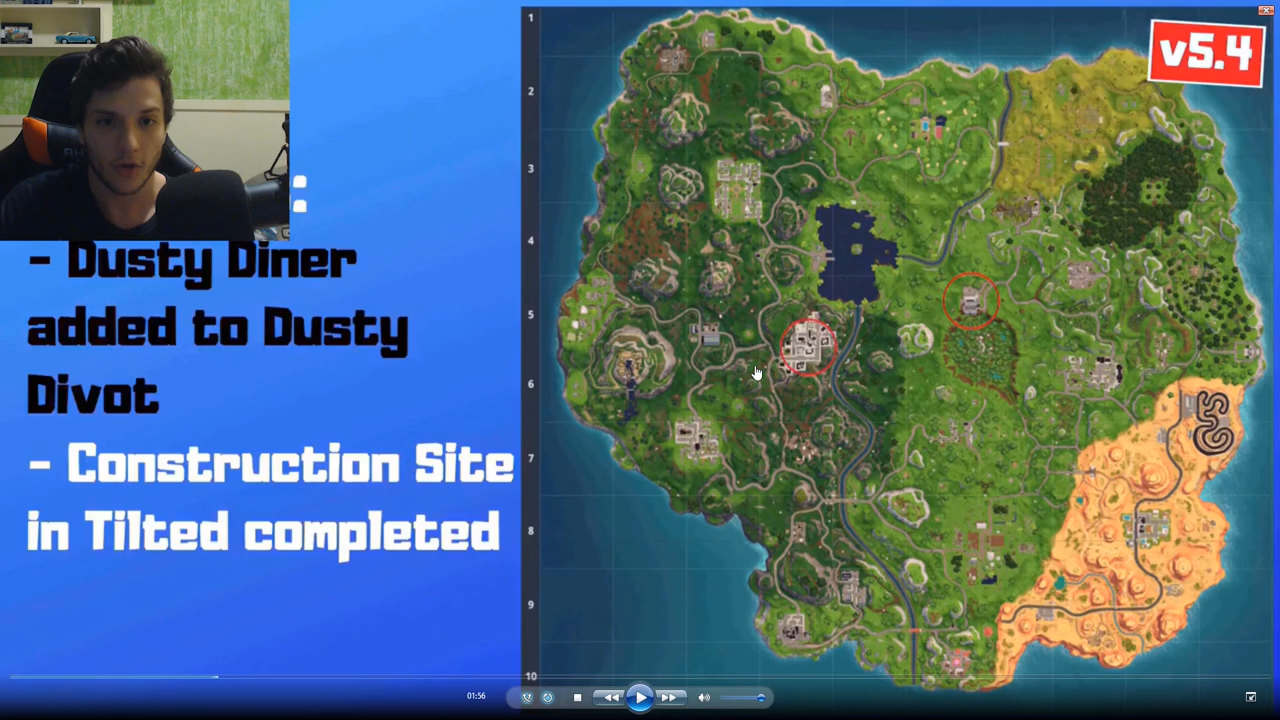 1
v5.4
2
3
:
4
- Dusty Diner
added to Dusty
Divot
5
6
- Construction Site
in Tilted completed
7
8
9
10
01:56